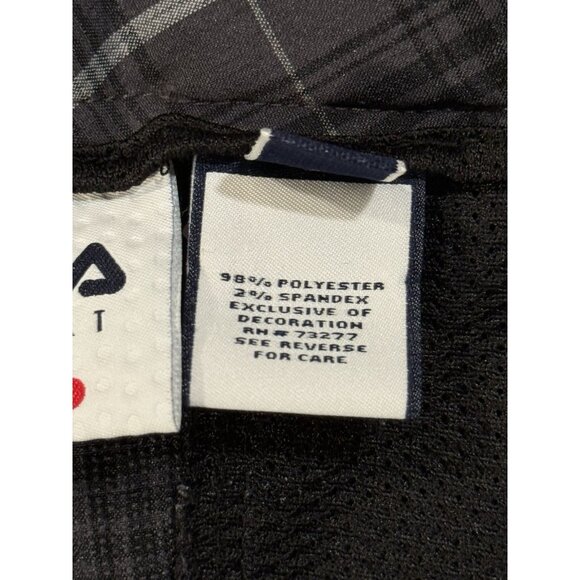 A
T
98% POLYESTER
2% SPANDEX
EXCLUSIVE OF
DECORATION
RN# 73277
SEE REVERSE
FOR CARE